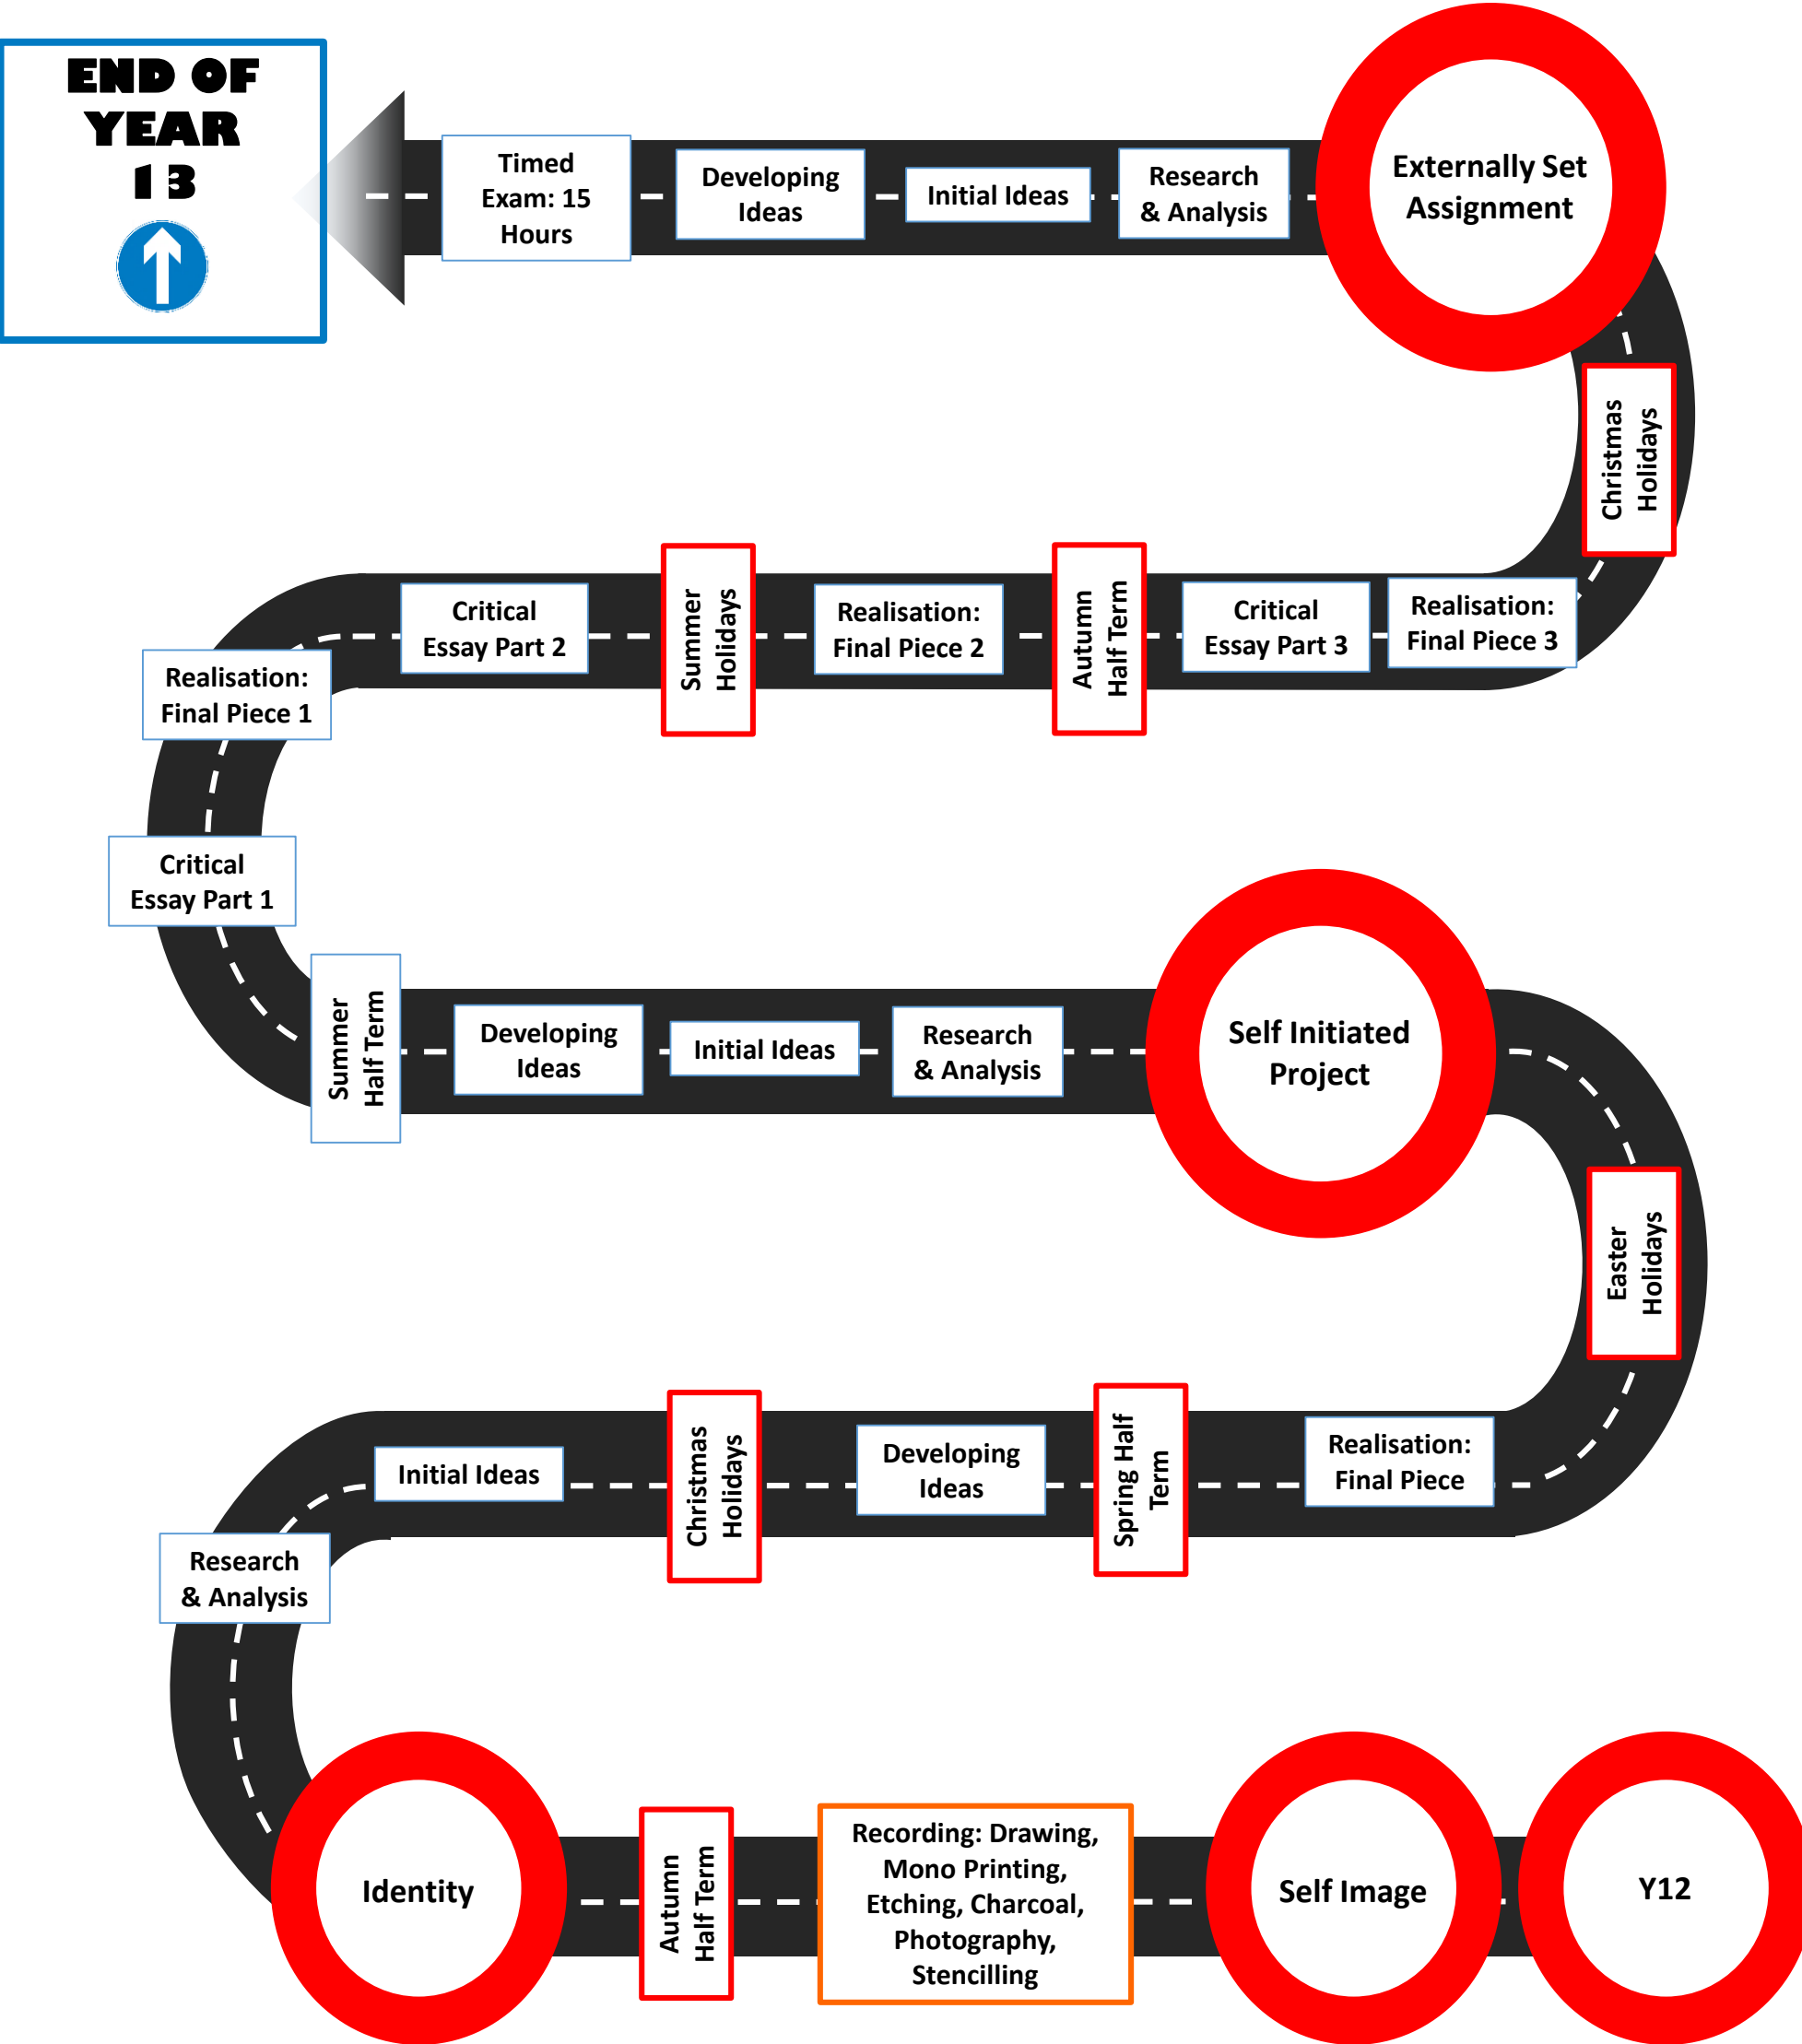 END OF
YEAR
13
Timed
Exam: 15
Hours
Developing
Ideas
Initial Ideas
Research
& Analysis
Externally Set
Assignment
Christmas
Holidays
Critical
Essay Part 2
Summer
Holidays
Realisation:
Final Piece 2
Autumn
Half Term
Critical
Essay Part 3
Realisation:
Final Piece 3
Realisation:
Final Piece 1
Critical
Essay Part 1
Summer
Half Term
Developing
Ideas
Initial Ideas
Research
& Analysis
Self Initiated
Project
Easter
Holidays
Initial Ideas
Christmas
Holidays
Developing
Ideas
Spring Half
Term
Realisation:
Final Piece
Research
& Analysis
Identity
Autumn
Half Term
Recording: Drawing,
Mono Printing,
Etching, Charcoal,
Photography,
Stencilling
Self Image
Y12